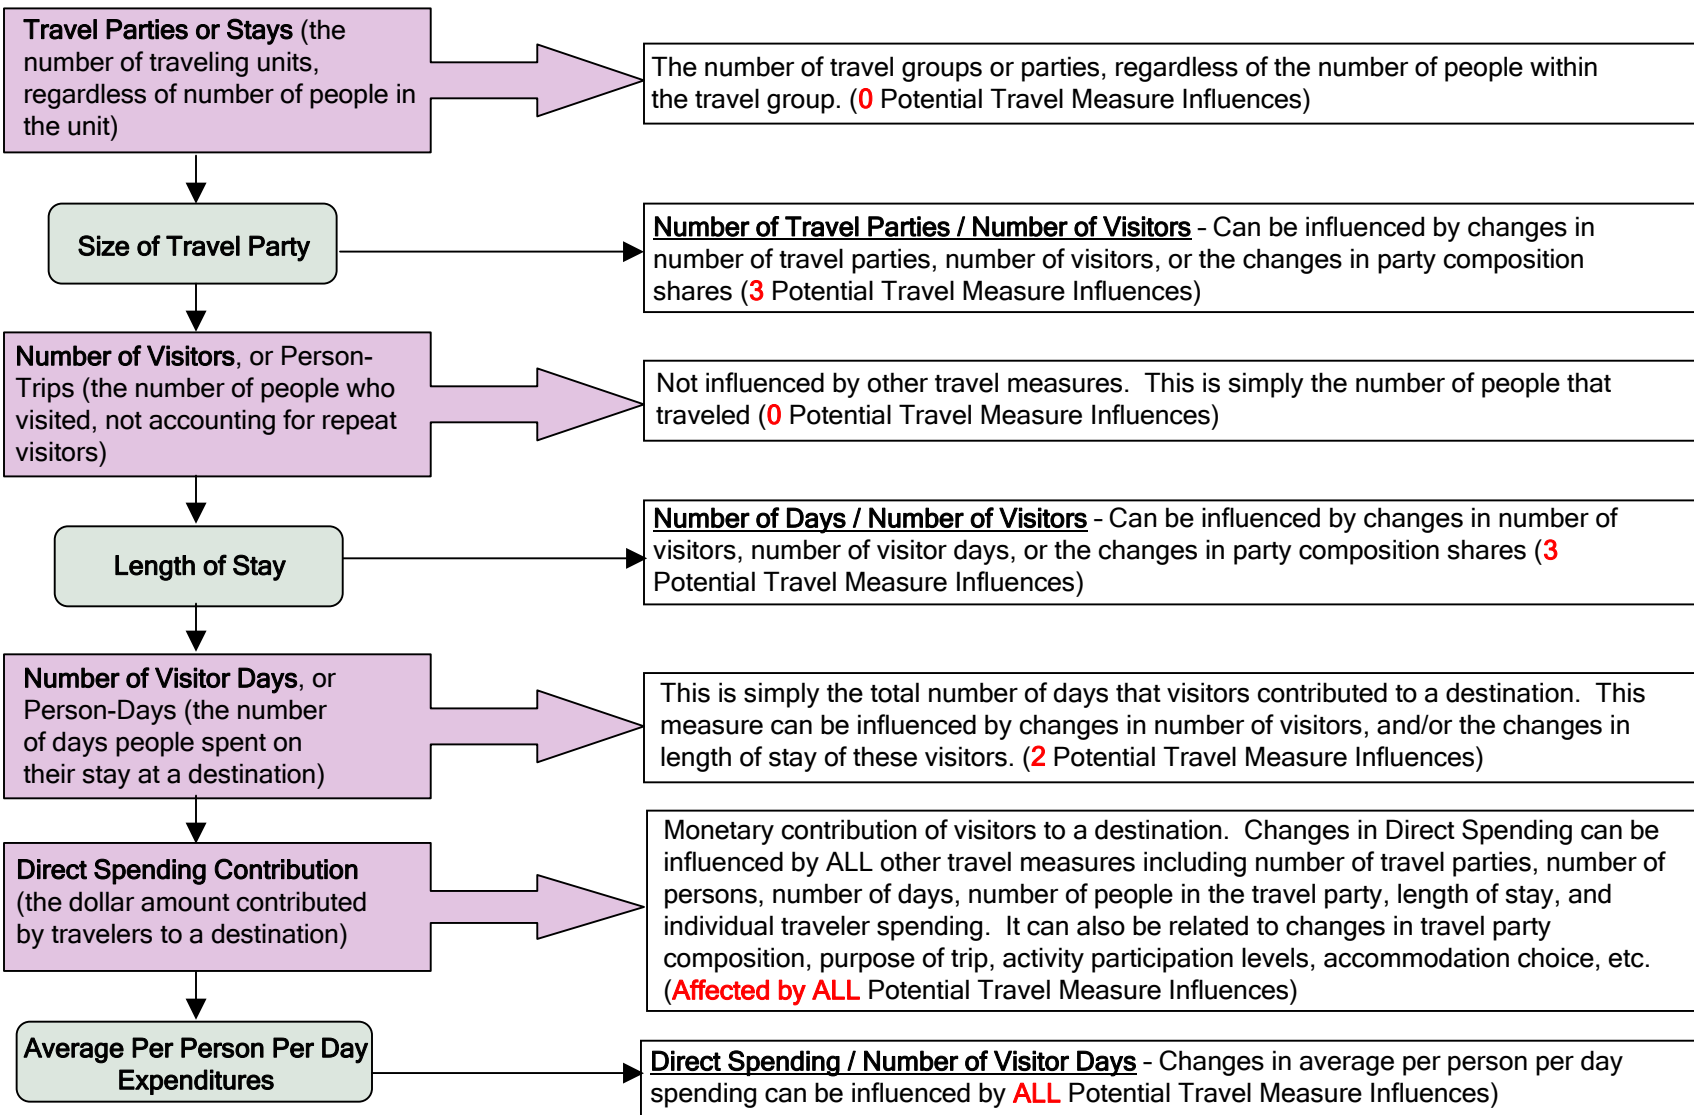 Travel Parties or Stays (the
number of traveling units,
regardless of number of people in
the unit)
The number of travel groups or parties, regardless of the number of people within
the travel group. (0 Potential Travel Measure Influences)
Size of Travel Party
Number of Travel Parties / Number of Visitors - Can be influenced by changes in
number of travel parties, number of visitors, or the changes in party composition
shares (3 Potential Travel Measure Influences)
Number of Visitors, or Person-
Trips (the number of people who
visited, not accounting for repeat
visitors)
Not influenced by other travel measures.  This is simply the number of people that
traveled (0 Potential Travel Measure Influences)
Length of Stay
Number of Days / Number of Visitors - Can be influenced by changes in number of
visitors, number of visitor days, or the changes in party composition shares (3
Potential Travel Measure Influences)
Number of Visitor Days, or
Person-Days (the number
of days people spent on
their stay at a destination)
This is simply the total number of days that visitors contributed to a destination.  This
measure can be influenced by changes in number of visitors, and/or the changes in
length of stay of these visitors. (2 Potential Travel Measure Influences)
Direct Spending Contribution
(the dollar amount contributed
by travelers to a destination)
Monetary contribution of visitors to a destination.  Changes in Direct Spending can be
influenced by ALL other travel measures including number of travel parties, number of
persons, number of days, number of people in the travel party, length of stay, and
individual traveler spending.  It can also be related to changes in travel party
composition, purpose of trip, activity participation levels, accommodation choice, etc.
(Affected by ALL Potential Travel Measure Influences)
Average Per Person Per Day
Expenditures
Direct Spending / Number of Visitor Days - Changes in average per person per day
spending can be influenced by ALL Potential Travel Measure Influences)